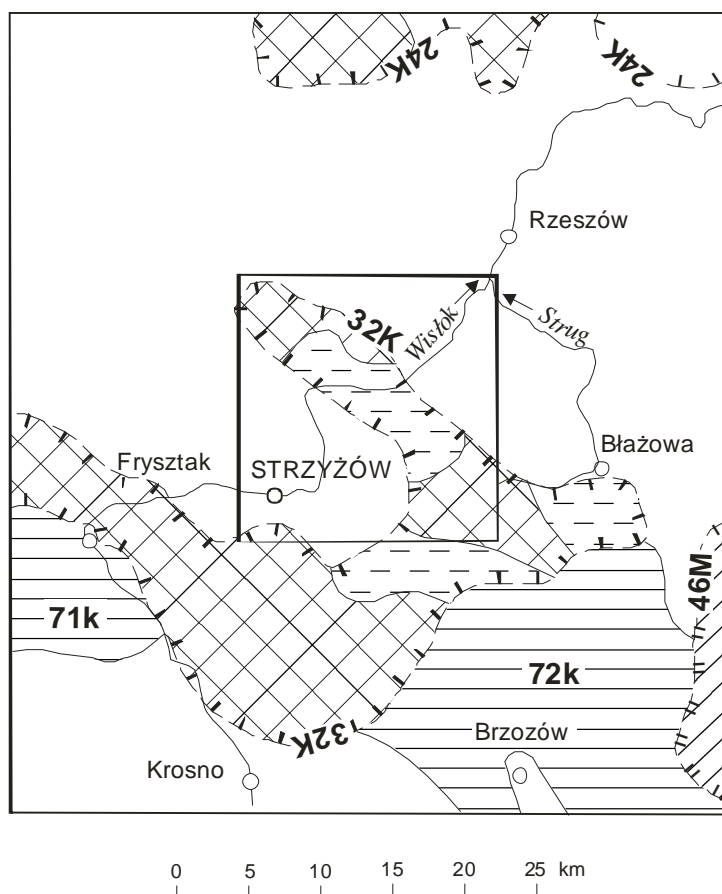 24K
24K
Rzeszów
32K
Wisłok
Strug
Błażowa
Frysztak
STRZYŻÓW
46M
71k
72k
32K
Brzozów
Krosno
0 5 10 15 20 25 km